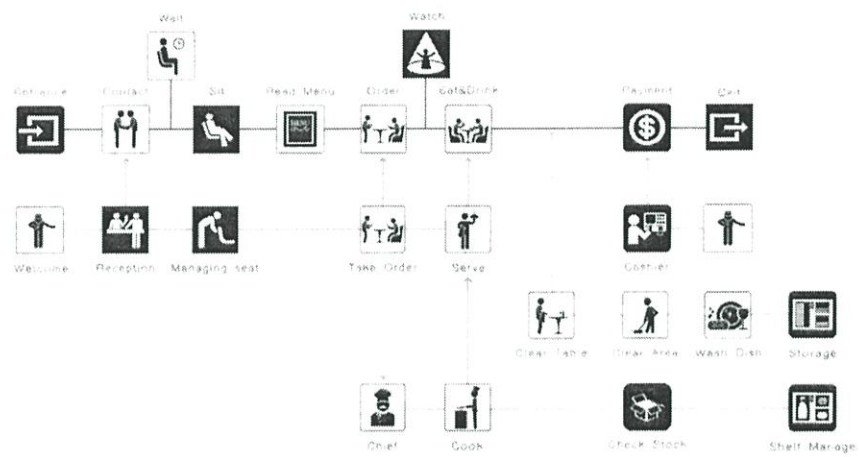 Wait
Watch
Entrance
Contact
Sit
Read Menu
Order
Eat&Drink
Payment
Exit
MENU
Welcome
Reception
Managing seat
Take Order
Serve
Cashier
Clear Table
Clear Area
Wash Dish
Storage
Chief
Cook
Check Stock
Shelf Manage